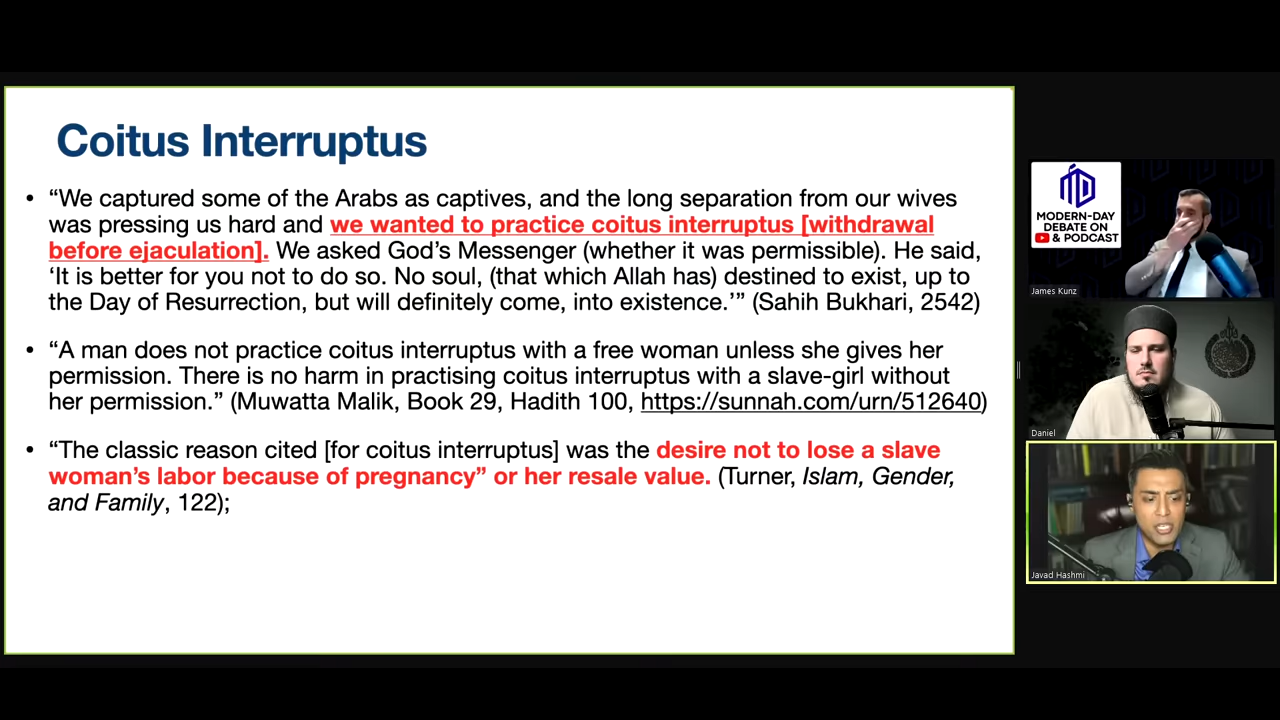 Coitus Interruptus
• “We captured some of the Arabs as captives, and the long separation from our wives
was pressing us hard and we wanted to practice coitus interruptus [withdrawal
before ejaculation]. We asked God’s Messenger (whether it was permissible). He said,
‘It is better for you not to do so. No soul, (that which Allah has) destined to exist, up to
the Day of Resurrection, but will definitely come, into existence.’” (Sahih Bukhari, 2542)
• “A man does not practice coitus interruptus with a free woman unless she gives her
permission. There is no harm in practising coitus interruptus with a slave-girl without
her permission.” (Muwatta Malik, Book 29, Hadith 100, https://sunnah.com/urn/512640)
• “The classic reason cited [for coitus interruptus] was the desire not to lose a slave
woman’s labor because of pregnancy” or her resale value. (Turner, Islam, Gender,
and Family, 122);
MODERN-DAY
DEBATE ON
& PODCAST
James Kunz
Daniel
Javad Hashmi